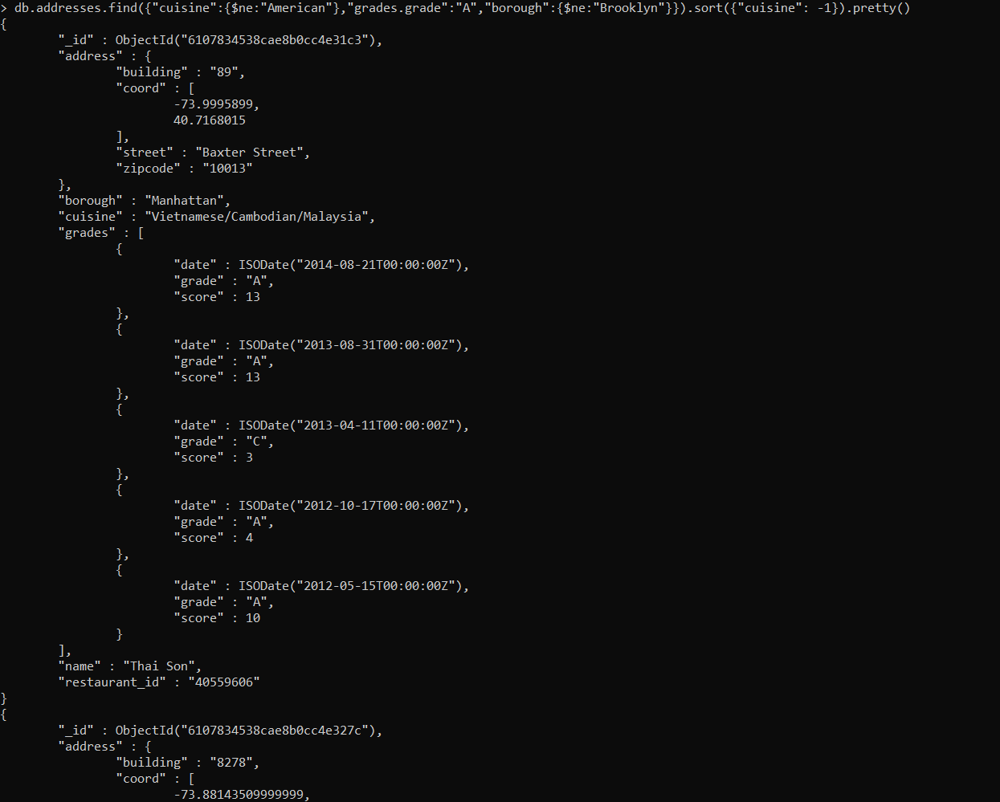 > db.addresses.find({"cuisine":{$ne:"American"},"grades.grade":"A","borough":{$ne:"Brooklyn"}}).sort({"cuisine": -1}).pretty()
{
        "_id" : ObjectId("6107834538cae8b0cc4e31c3"),
        "address" : {
                "building" : "89",
                "coord" : [
                        -73.9995899,
                        40.7168015
                ],
                "street" : "Baxter Street",
                "zipcode" : "10013"
        },
        "borough" : "Manhattan",
        "cuisine" : "Vietnamese/Cambodian/Malaysia",
        "grades" : [
                {
                        "date" : ISODate("2014-08-21T00:00:00Z"),
                        "grade" : "A",
                        "score" : 13
                },
                {
                        "date" : ISODate("2013-08-31T00:00:00Z"),
                        "grade" : "A",
                        "score" : 13
                },
                {
                        "date" : ISODate("2013-04-11T00:00:00Z"),
                        "grade" : "C",
                        "score" : 3
                },
                {
                        "date" : ISODate("2012-10-17T00:00:00Z"),
                        "grade" : "A",
                        "score" : 4
                },
                {
                        "date" : ISODate("2012-05-15T00:00:00Z"),
                        "grade" : "A",
                        "score" : 10
                }
        ],
        "name" : "Thai Son",
        "restaurant_id" : "40559606"
}
{
        "_id" : ObjectId("6107834538cae8b0cc4e327c"),
        "address" : {
                "building" : "8278",
                "coord" : [
                        -73.88143509999999,